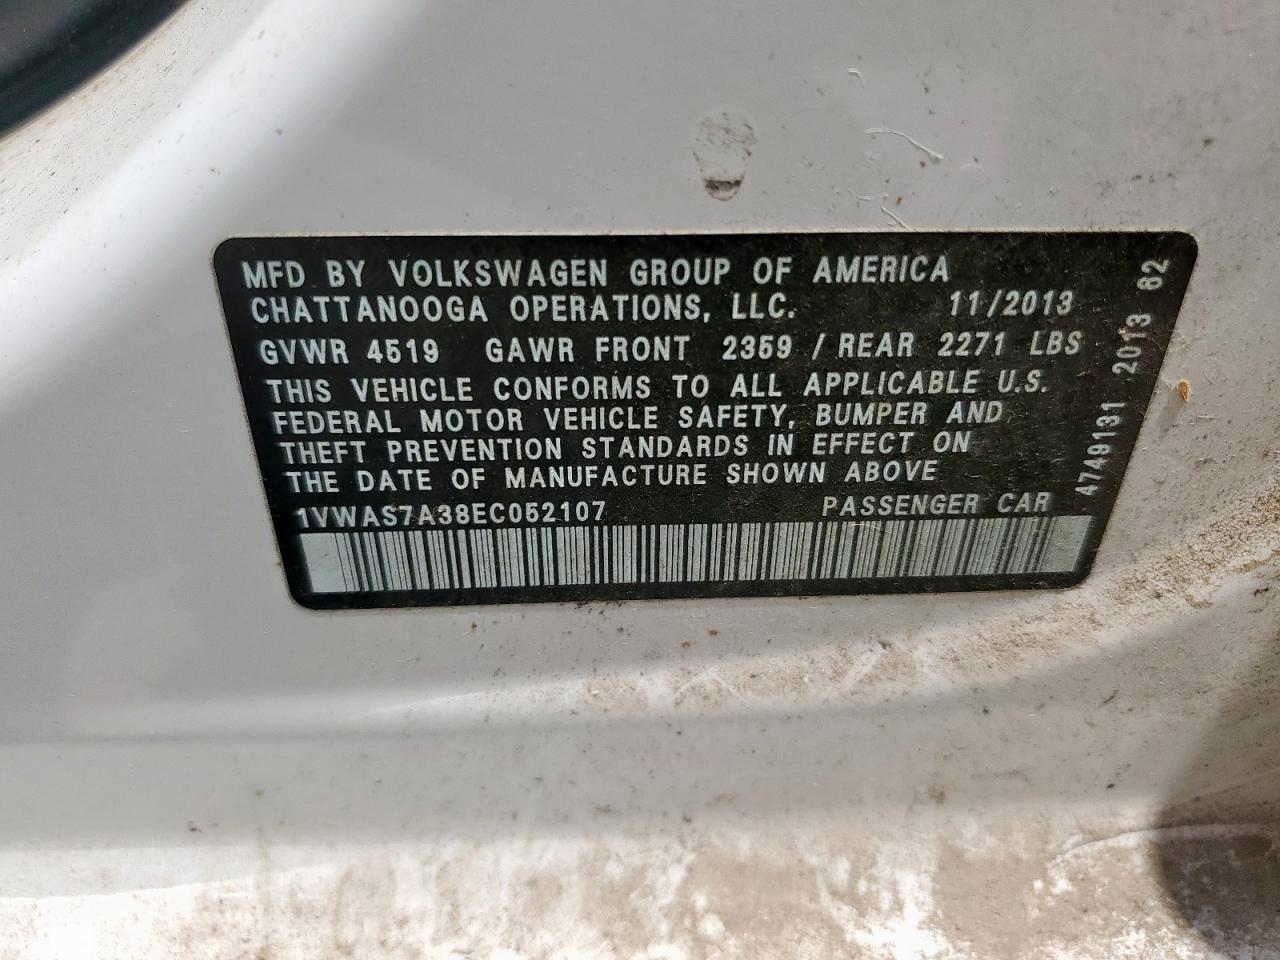 MFD BY VOLKSWAGEN GROUP OF AMERICA
CHATTANOOGA OPERATIONS, LLC. 11/2013
GVWR 4519 GAWR FRONT 2359 / REAR 2271 LBS
THIS VEHICLE CONFORMS TO ALL APPLICABLE U.S.
FEDERAL MOTOR VEHICLE SAFETY, BUMPER AND
THEFT PREVENTION STANDARDS IN EFFECT ON
THE DATE OF MANUFACTURE SHOWN ABOVE
1VWAS7A38EC052107 PASSENGER CAR
4749131 2013 62